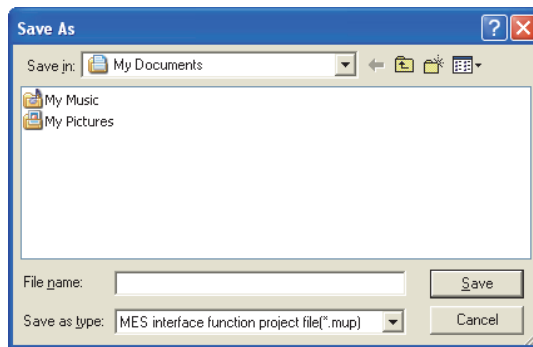 Save As
Save in: My Documents
My Music
My Pictures
File name:
Save
Save as type: MES interface function project file(*.mup)
Cancel